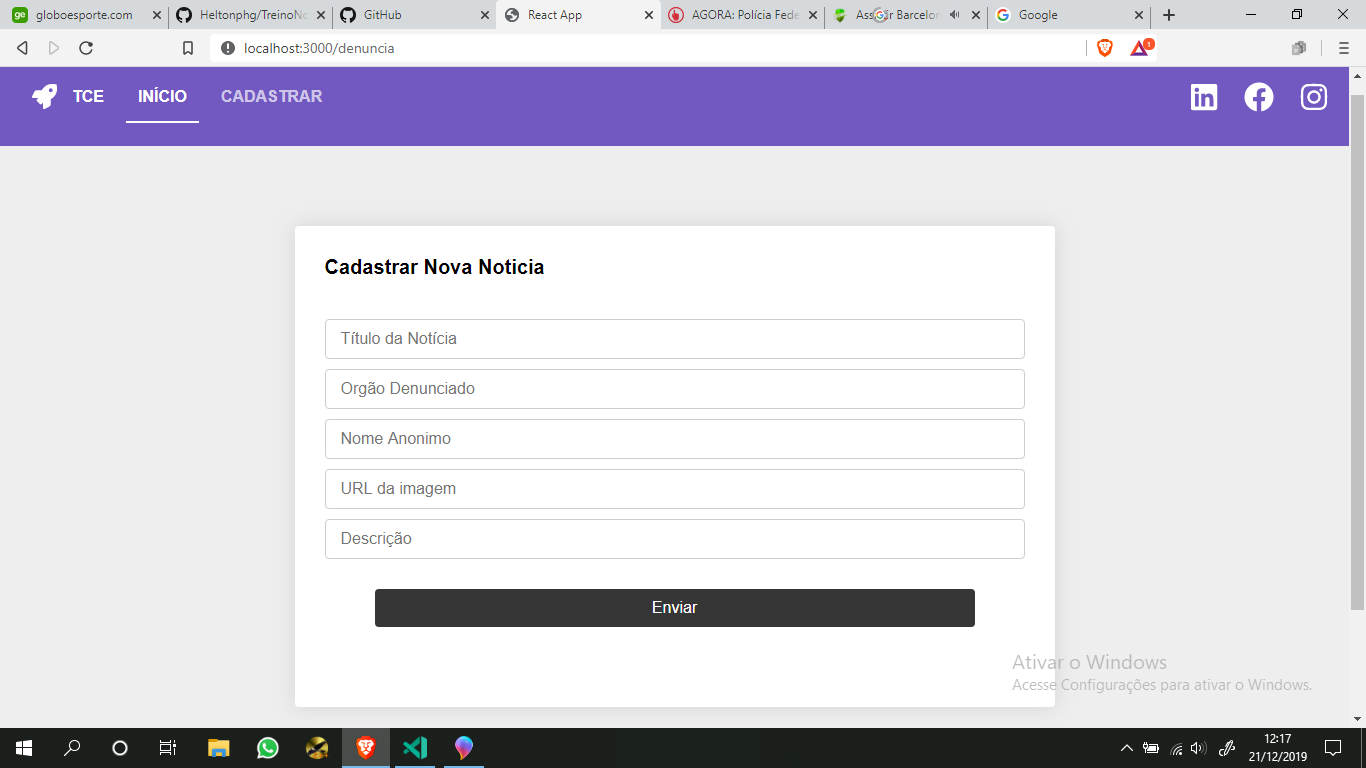 ge globoesporte.com
Heltonphg/TreinoNo
GitHub
React App
AGORA: Polícia Fede
Barcelon
Google
localhost:3000/denuncia
1
TCE
INÍCIO
CADASTRAR
Cadastrar Nova Noticia
Título da Notícia
Orgão Denunciado
Nome Anonimo
URL da imagem
Descrição
Enviar
Ativar o Windows
Acesse Configurações para ativar o Windows.
12:17
21/12/2019